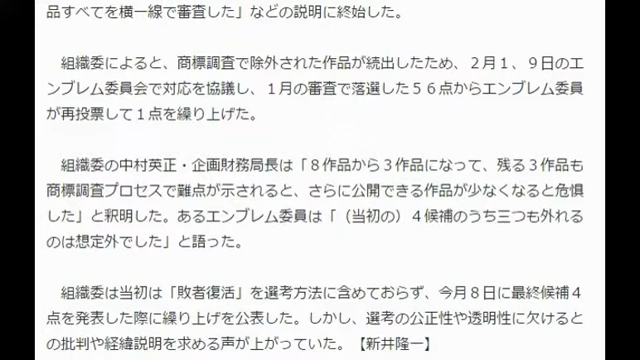 品すべてを横一線で審査した」などの説明に終始した。
組織委によると、商標調査で除外された作品が続出したため、２月１、９日のエ
ンブレム委員会で対応を協議し、１月の審査で落選した５６点からエンブレム委員
が再投票して１点を繰り上げた。
組織委の中村英正・企画財務局長は「８作品から３作品になって、残る３作品も
商標調査プロセスで難点が示されると、さらに公開できる作品が少なくなると危惧
した」と釈明した。あるエンブレム委員は「（当初の）４候補のうち三つも外れる
のは想定外でした」と語った。
組織委は当初は「敗者復活」を選考方法に含めておらず、今月８日に最終候補４
点を発表した際に繰り上げを公表した。しかし、選考の公正性や透明性に欠けると
の批判や経緯説明を求める声が上がっていた。【新井隆一】